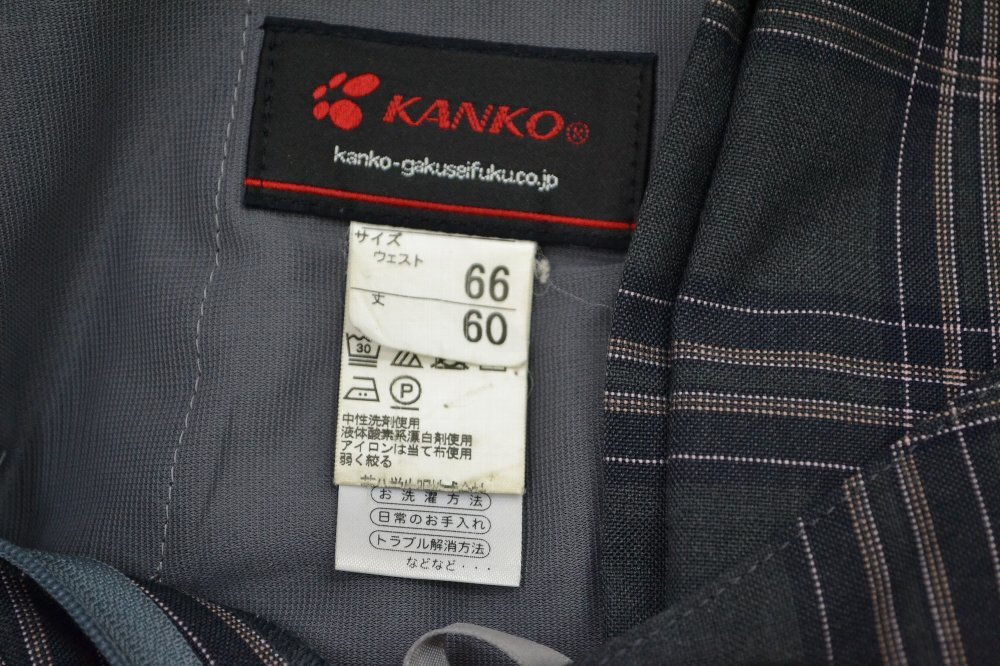 KANKO®
kanko-gakuseifuku.co.jp
サイズ
ウェスト
66
丈
60
30
P
中性洗剤使用
液体酸素系漂白剤使用
アイロンは当て布使用
弱く絞る
お洗濯方法
日常のお手入れ
トラブル解消方法
などなど・・・